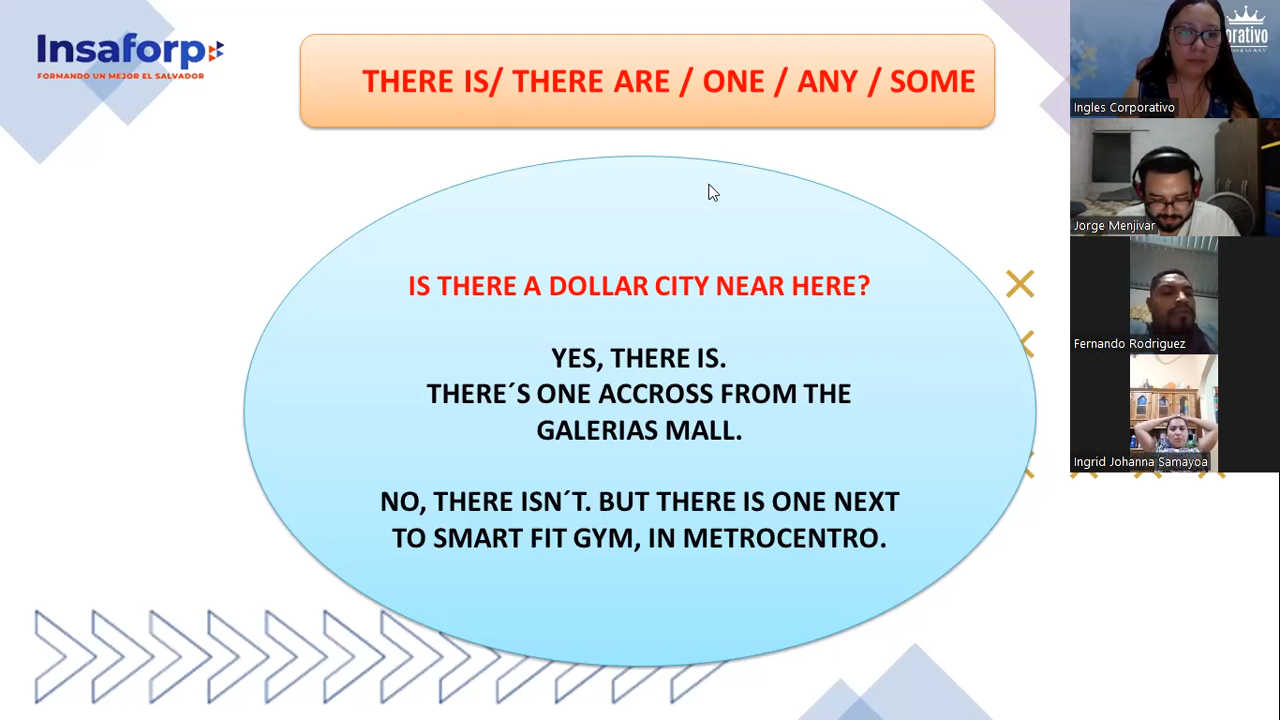 Insaforp
FORMANDO UN MEJOR EL SALVADOR
THERE IS/ THERE ARE / ONE / ANY / SOME
IS THERE A DOLLAR CITY NEAR HERE?
YES, THERE IS.
THERE´S ONE ACCROSS FROM THE
GALERIAS MALL.
NO, THERE ISN´T. BUT THERE IS ONE NEXT
TO SMART FIT GYM, IN METROCENTRO.
orativo
Ingles Corporativo
Jorge Menjivar
Fernando Rodriguez
Ingrid Johanna Samayoa